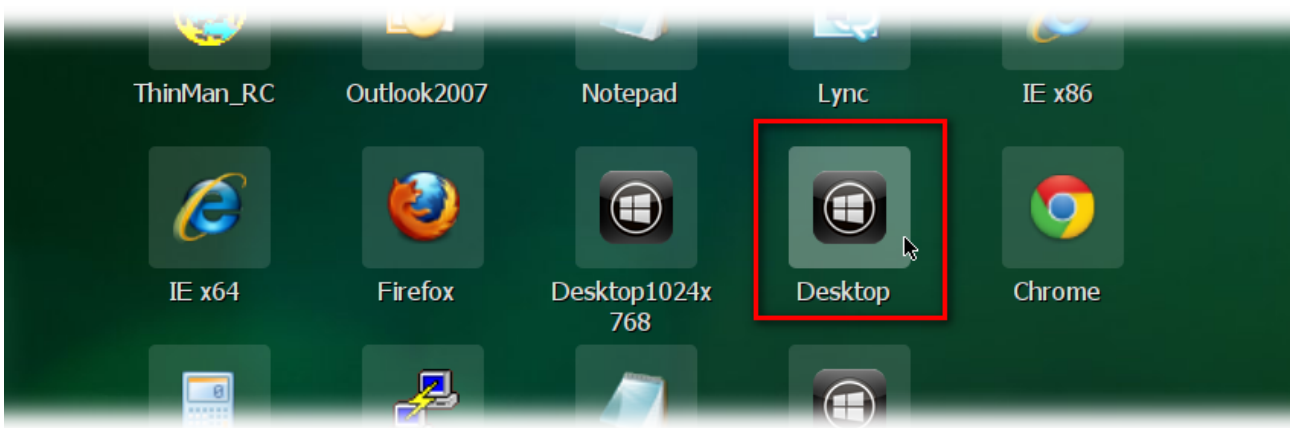 ThinMan_RC
Outlook2007
Notepad
Lync
IE x86
IE x64
Firefox
Desktop1024x
768
Desktop
Chrome